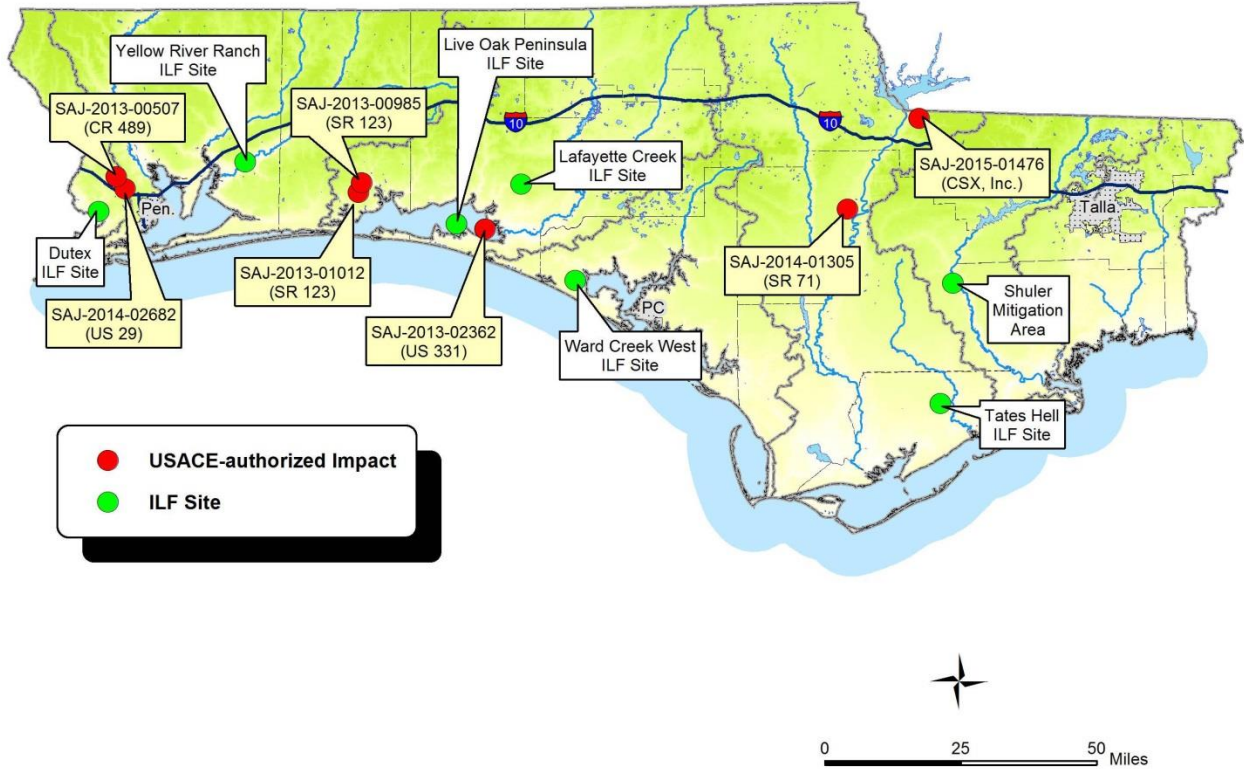 Yellow River Ranch
ILF Site
Live Oak Peninsula
ILF Site
SAJ-2013-00507
(CR 489)
SAJ-2013-00985
(SR 123)
10
10
Lafayette Creek
ILF Site
SAJ-2015-01476
(CSX, Inc.)
Pen.
Talla.
Dutex
ILF Site
SAJ-2013-01012
(SR 123)
SAJ-2014-01305
(SR 71)
SAJ-2014-02682
(US 29)
SAJ-2013-02362
(US 331)
PC
Shuler
Mitigation
Area
Ward Creek West
ILF Site
Tates Hell
ILF Site
USACE-authorized Impact
ILF Site
0 25 50 Miles